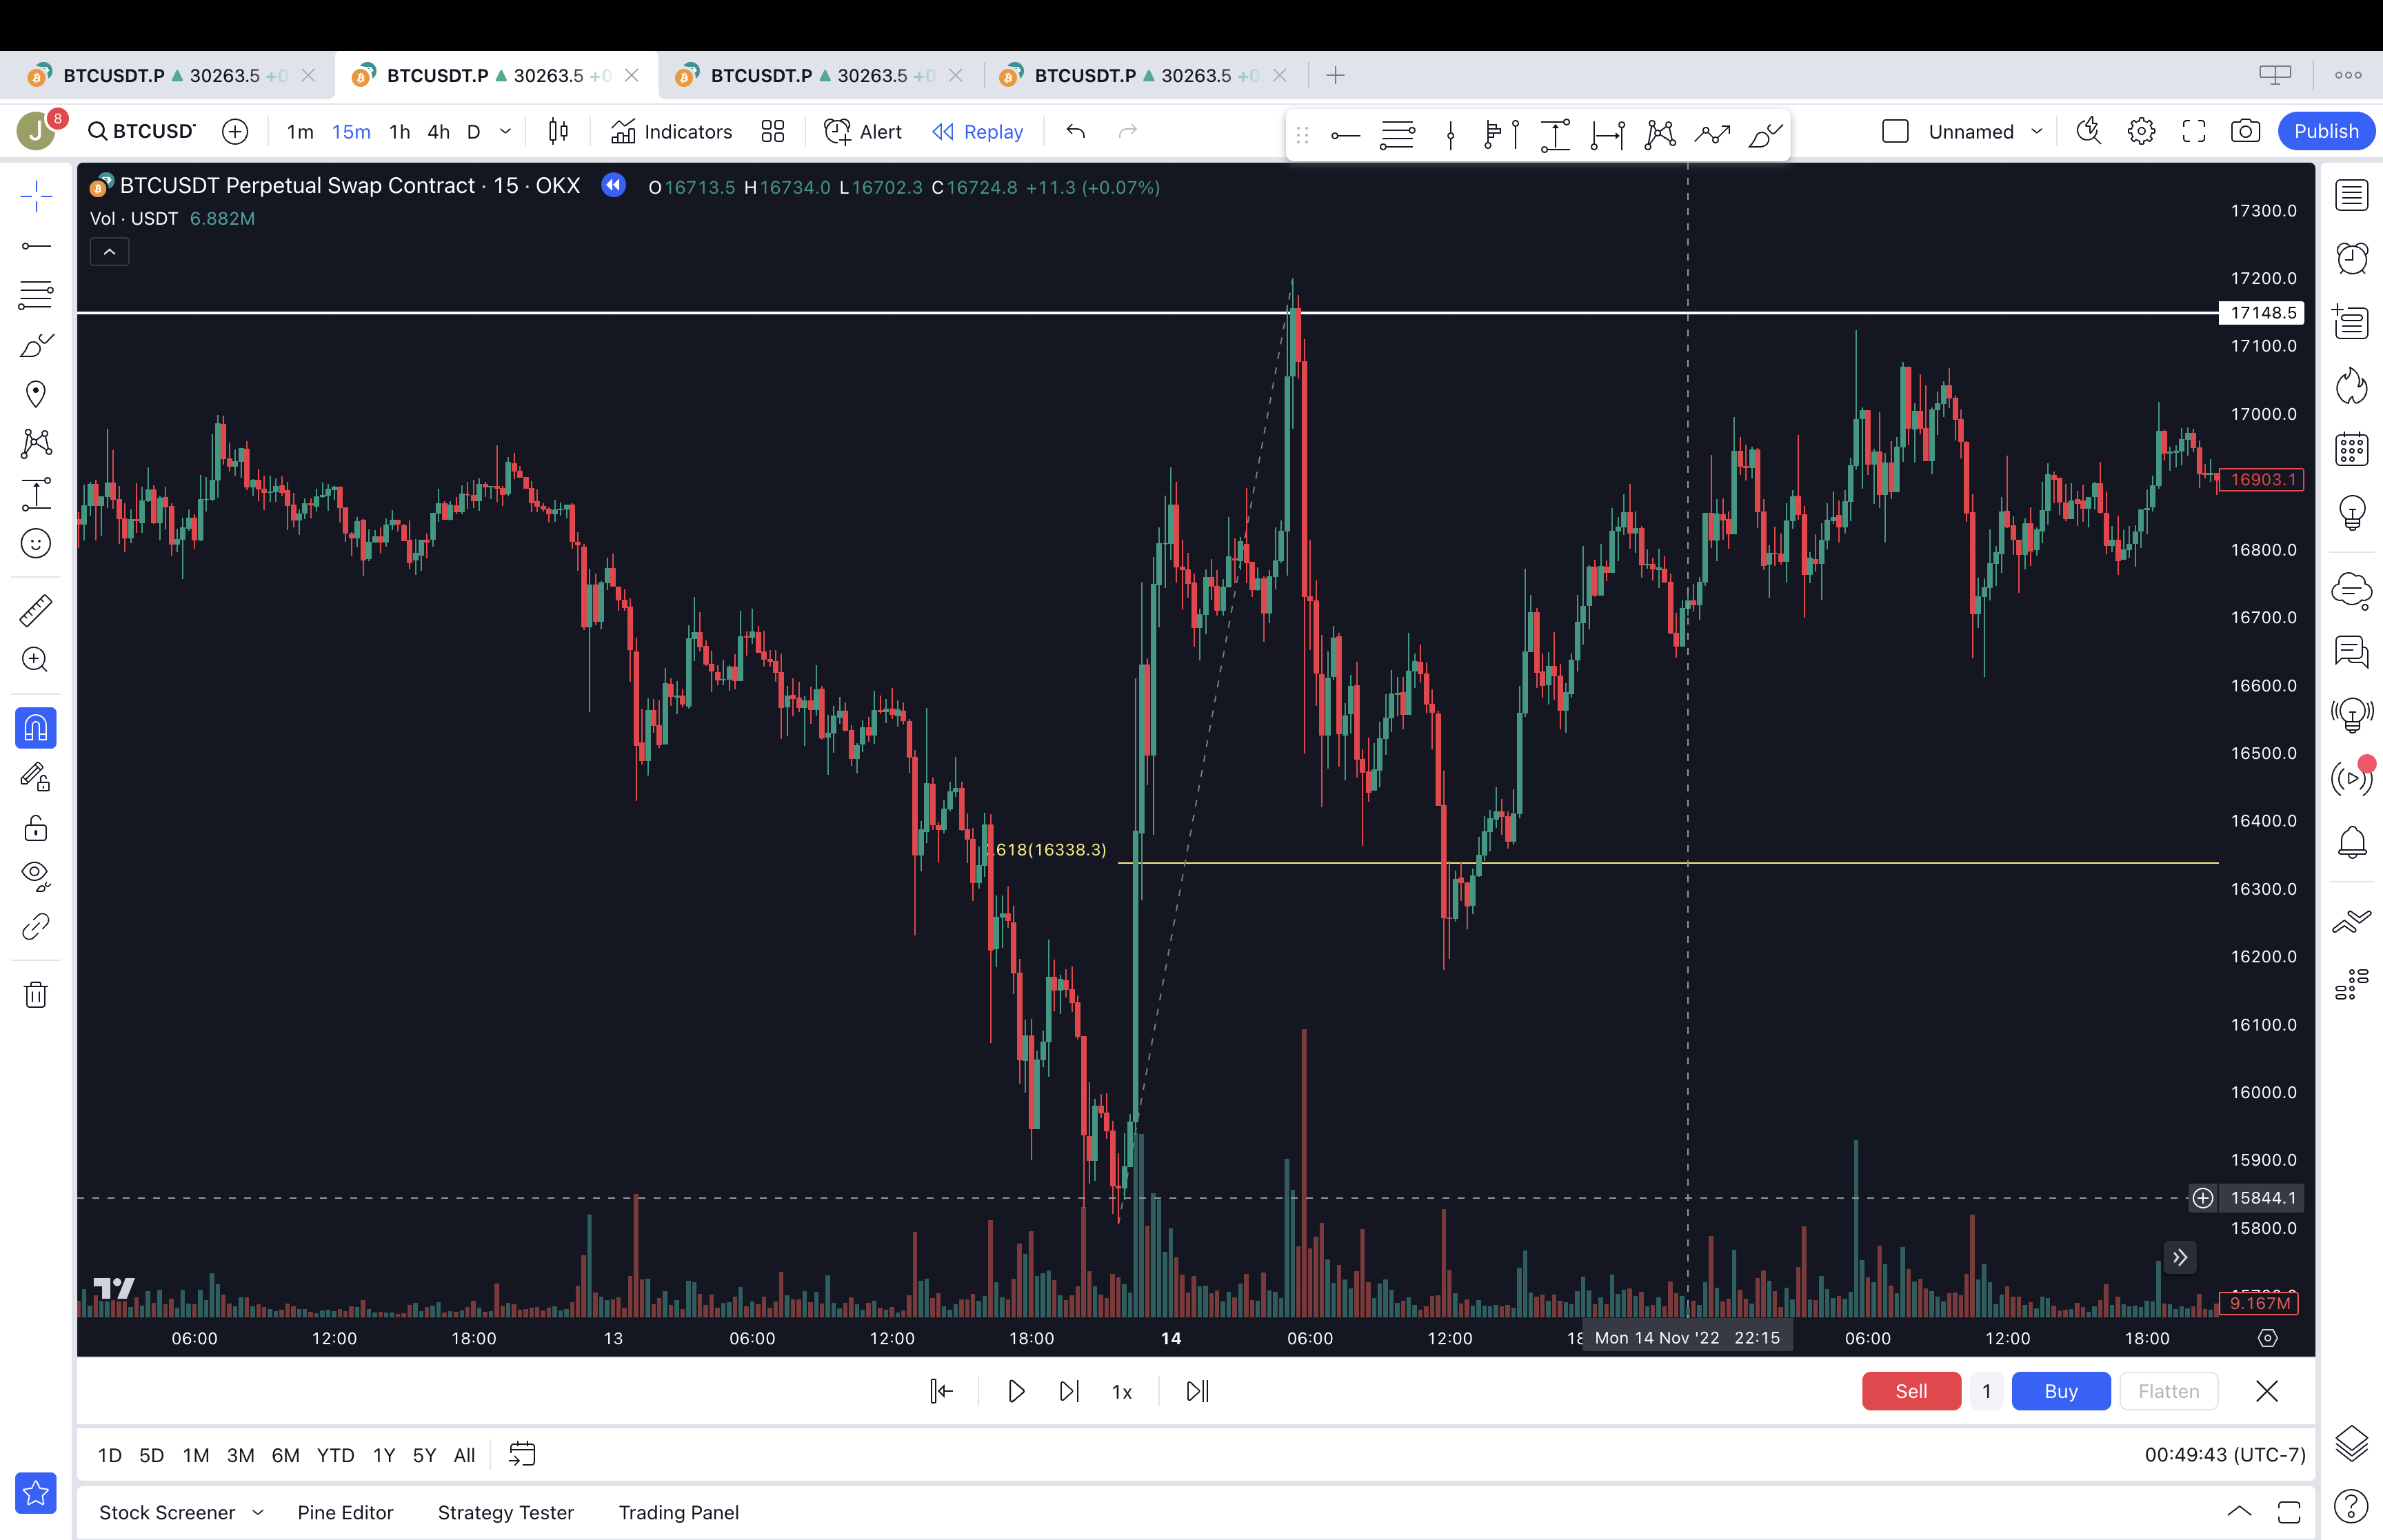 BTCUSDT.P ▲ 30263.5 +0
BTCUSDT.P ▲ 30263.5 +0
BTCUSDT.P ▲ 30263.5 +0
BTCUSDT.P ▲ 30263.5 +0
J 8 BTCUSD 1m 15m 1h 4h D Indicators Alert Replay Unnamed Publish
BTCUSDT Perpetual Swap Contract · 15 · OKX O16713.5 H16734.0 L16702.3 C16724.8 +11.3 (+0.07%)
Vol · USDT 6.882M
17300.0
17200.0
17148.5
17100.0
17000.0
16903.1
16800.0
16700.0
16600.0
16500.0
16400.0
.618(16338.3)
16300.0
16200.0
16100.0
16000.0
15900.0
15844.1
15800.0
9.167M
06:00 12:00 18:00 13 06:00 12:00 18:00 14 06:00 12:00 18 Mon 14 Nov '22 22:15 06:00 12:00 18:00
1x Sell 1 Buy Flatten
1D 5D 1M 3M 6M YTD 1Y 5Y All 00:49:43 (UTC-7)
Stock Screener Pine Editor Strategy Tester Trading Panel